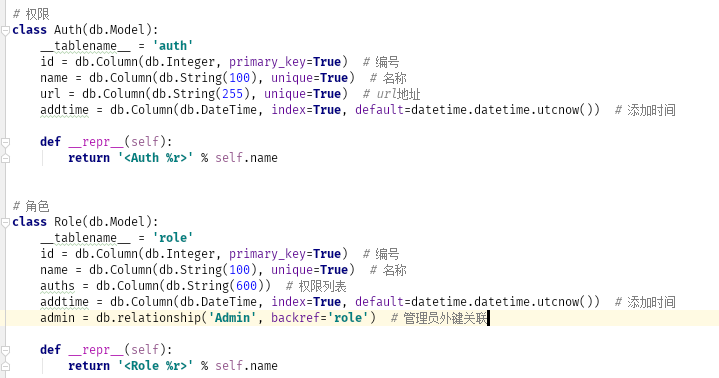 # 权限
class Auth(db.Model):
    __tablename__ = 'auth'
    id = db.Column(db.Integer, primary_key=True)  # 编号
    name = db.Column(db.String(100), unique=True)  # 名称
    url = db.Column(db.String(255), unique=True)  # url地址
    addtime = db.Column(db.DateTime, index=True, default=datetime.datetime.utcnow())  # 添加时间
    def __repr__(self):
        return '<Auth %r>' % self.name
# 角色
class Role(db.Model):
    __tablename__ = 'role'
    id = db.Column(db.Integer, primary_key=True)  # 编号
    name = db.Column(db.String(100), unique=True)  # 名称
    auths = db.Column(db.String(600))  # 权限列表
    addtime = db.Column(db.DateTime, index=True, default=datetime.datetime.utcnow())  # 添加时间
    admin = db.relationship('Admin', backref='role')  # 管理员外键关联
    def __repr__(self):
        return '<Role %r>' % self.name